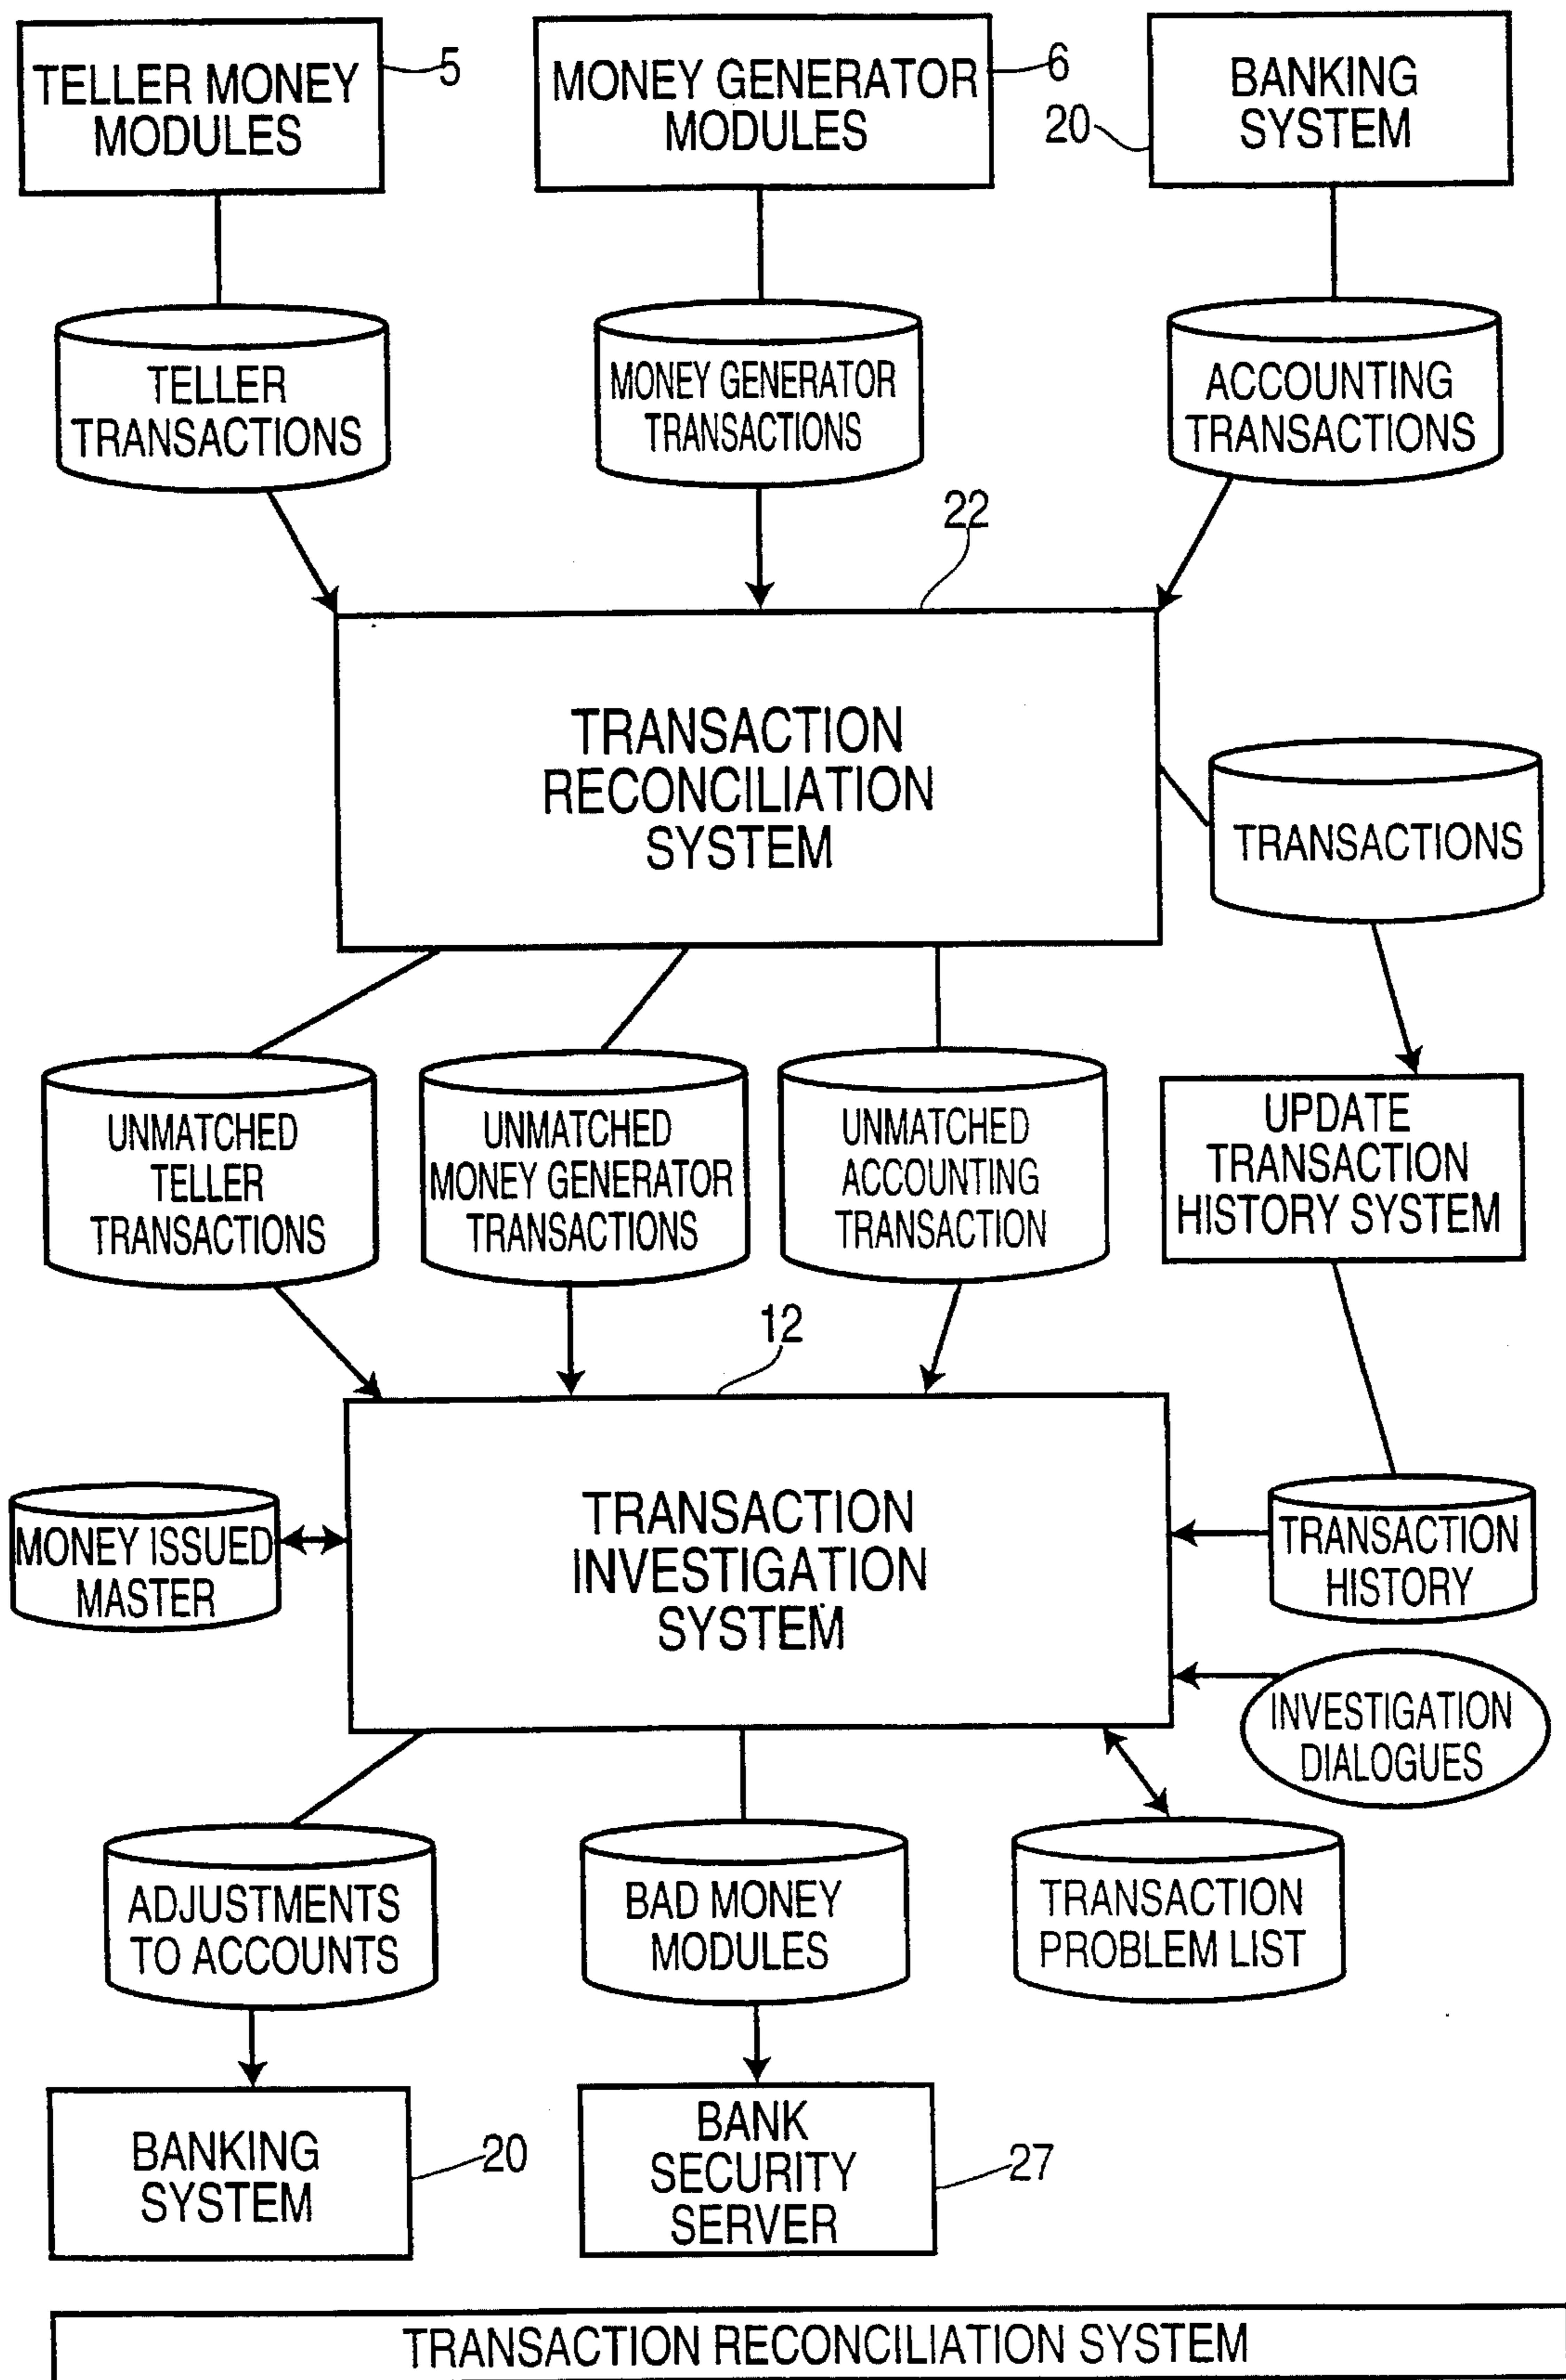 TELLER MONEY
MODULES
5
MONEY GENERATOR
MODULES
6
20
BANKING
SYSTEM
TELLER
TRANSACTIONS
MONEY GENERATOR
TRANSACTIONS
ACCOUNTING
TRANSACTIONS
22
TRANSACTION
RECONCILIATION
SYSTEM
TRANSACTIONS
UNMATCHED
TELLER
TRANSACTIONS
UNMATCHED
MONEY GENERATOR
TRANSACTIONS
UNMATCHED
ACCOUNTING
TRANSACTION
UPDATE
TRANSACTION
HISTORY SYSTEM
12
MONEY ISSUED
MASTER
TRANSACTION
INVESTIGATION
SYSTEM
TRANSACTION
HISTORY
INVESTIGATION
DIALOGUES
ADJUSTMENTS
TO ACCOUNTS
BAD MONEY
MODULES
TRANSACTION
PROBLEM LIST
BANKING
SYSTEM
20
BANK
SECURITY
SERVER
27
TRANSACTION RECONCILIATION SYSTEM